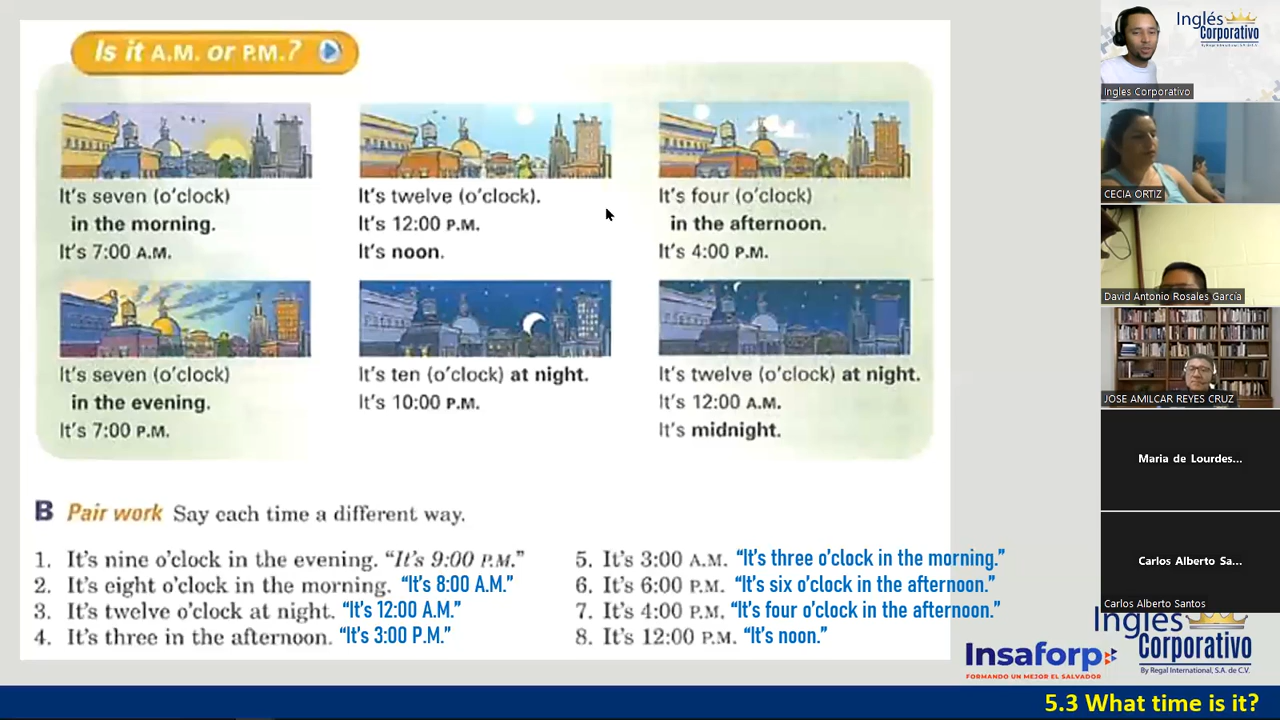 Is it A.M. or P.M.?
It's seven (o'clock)
in the morning.
It's 7:00 A.M.
It's twelve (o'clock).
It's 12:00 P.M.
It's noon.
It's four (o'clock)
in the afternoon.
It's 4:00 P.M.
It's seven (o'clock)
in the evening.
It's 7:00 P.M.
It's ten (o'clock) at night.
It's 10:00 P.M.
It's twelve (o'clock) at night.
It's 12:00 A.M.
It's midnight.
B Pair work Say each time a different way.
1. It's nine o'clock in the evening. "It's 9:00 P.M."
2. It's eight o'clock in the morning. "It's 8:00 A.M."
3. It's twelve o'clock at night. "It's 12:00 A.M."
4. It's three in the afternoon. "It's 3:00 P.M."
5. It's 3:00 A.M. "It's three o'clock in the morning."
6. It's 6:00 P.M. "It's six o'clock in the afternoon."
7. It's 4:00 P.M. "It's four o'clock in the afternoon."
8. It's 12:00 P.M. "It's noon."
Inglés
Corporativo
By Regal International, S.A. de C.V.
Insaforp
FORMANDO UN MEJOR EL SALVADOR
5.3 What time is it?
Inglés
Corporativo
By Regal International, S.A. de C.V.
Ingles Corporativo
CECIA ORTIZ
David Antonio Rosales García
JOSE AMILCAR REYES CRUZ
Maria de Lourdes...
Carlos Alberto Sa...
Carlos Alberto Santos